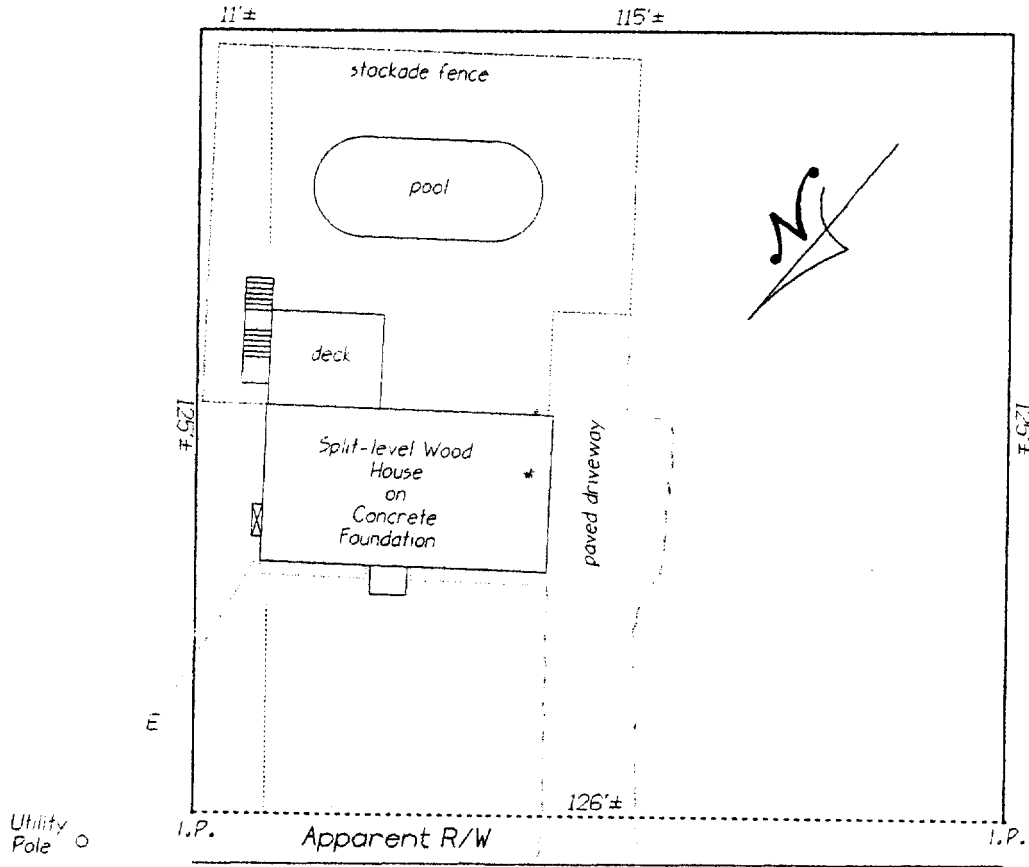 11'±
115'±
stockade fence
pool
N
deck
125'±
125'±
Split-level Wood
House
on
Concrete
Foundation
paved driveway
E
126'±
Utility
Pole
I.P.
Apparent R/W
I.P.